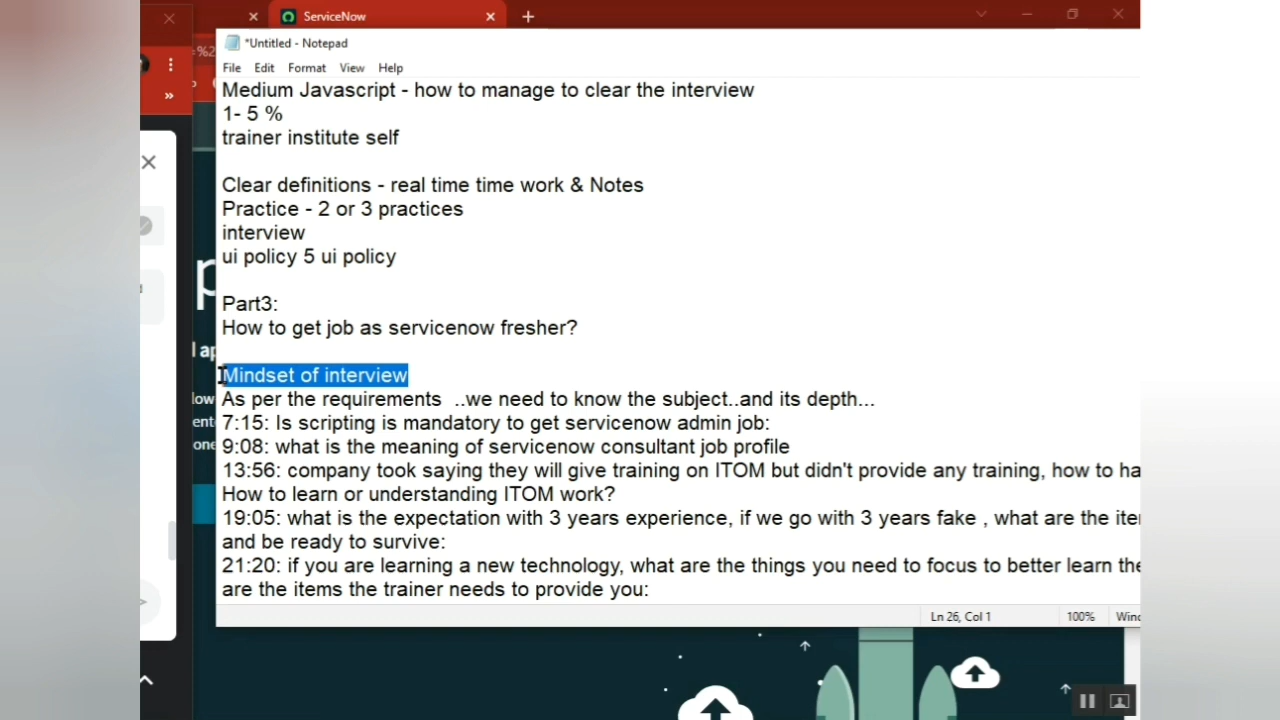 ServiceNow
*Untitled - Notepad
File Edit Format View Help
Medium Javascript - how to manage to clear the interview
1- 5 %
trainer institute self
Clear definitions - real time time work & Notes
Practice - 2 or 3 practices
interview
ui policy 5 ui policy
Part3:
How to get job as servicenow fresher?
Mindset of interview
As per the requirements ..we need to know the subject..and its depth...
7:15: Is scripting is mandatory to get servicenow admin job:
9:08: what is the meaning of servicenow consultant job profile
13:56: company took saying they will give training on ITOM but didn't provide any training, how to ha
How to learn or understanding ITOM work?
19:05: what is the expectation with 3 years experience, if we go with 3 years fake , what are the
and be ready to survive:
21:20: if you are learning a new technology, what are the things you need to focus to better learn
are the items the trainer needs to provide you:
Ln 26, Col 1 100%